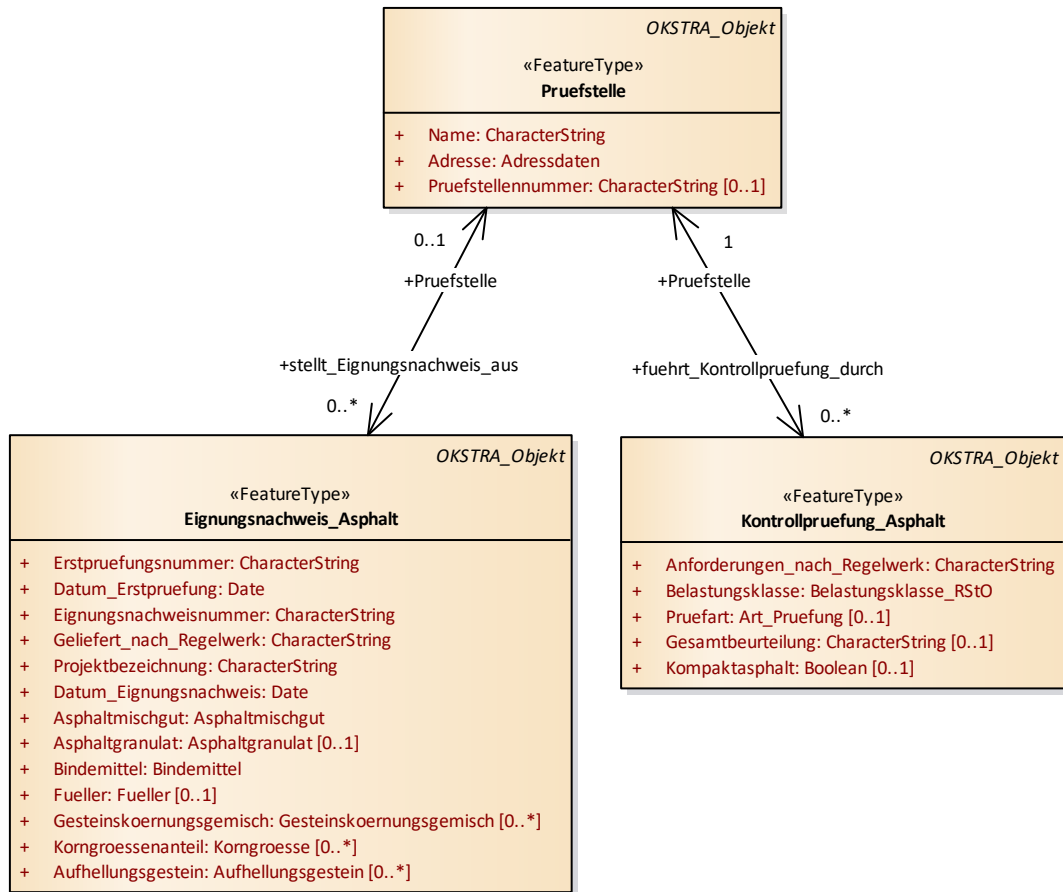 OKSTRA_Objekt
«FeatureType»
Pruefstelle
+ Name: CharacterString
+ Adresse: Adressdaten
+ Pruefstellennummer: CharacterString [0..1]
0..1
1
+Pruefstelle
+Pruefstelle
+stellt_Eignungsnachweis_aus
+fuehrt_Kontrollpruefung_durch
0..*
0..*
OKSTRA_Objekt
«FeatureType»
Eignungsnachweis_Asphalt
+ Erstpruefungsnummer: CharacterString
+ Datum_Erstpruefung: Date
+ Eignungsnachweisnummer: CharacterString
+ Geliefert_nach_Regelwerk: CharacterString
+ Projektbezeichnung: CharacterString
+ Datum_Eignungsnachweis: Date
+ Asphaltmischgut: Asphaltmischgut
+ Asphaltgranulat: Asphaltgranulat [0..1]
+ Bindemittel: Bindemittel
+ Fueller: Fueller [0..1]
+ Gesteinskoernungsgemisch: Gesteinskoernungsgemisch [0..*]
+ Korngroessenanteil: Korngroesse [0..*]
+ Aufhellungsgestein: Aufhellungsgestein [0..*]
OKSTRA_Objekt
«FeatureType»
Kontrollpruefung_Asphalt
+ Anforderungen_nach_Regelwerk: CharacterString
+ Belastungsklasse: Belastungsklasse_RStO
+ Pruefart: Art_Pruefung [0..1]
+ Gesamtbeurteilung: CharacterString [0..1]
+ Kompaktasphalt: Boolean [0..1]